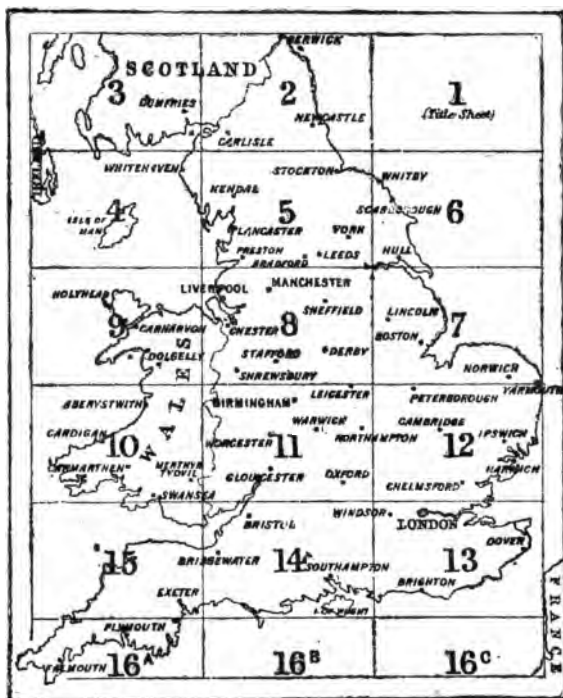 BERWICK
SCOTLAND
3
2
1
(Title Sheet)
DUMFRIES
NEWCASTLE
CARLISLE
WHITEHAVEN
STOCKTON
WHITBY
KENDAL
4
5
SCARBOROUGH
6
ISLE OF
MAN
LANCASTER
YORK
PRESTON
BRADFORD
LEEDS
HULL
LIVERPOOL
MANCHESTER
HOLYHEAD
SHEFFIELD
LINCOLN
9
CARNARVON
CHESTER
8
7
BOSTON
DOLGELLY
STAFFORD
DERBY
NORWICH
SHREWSBURY
YARMOUTH
LEICESTER
PETERBOROUGH
ABERYSTWITH
BIRMINGHAM
WALES
WARWICK
CAMBRIDGE
CARDIGAN
10
WORCESTER
11
NORTHAMPTON
12
IPSWICH
CARMARTHEN
MERTHYR
TYDVIL
GLOUCESTER
OXFORD
HARWICH
CHELMSFORD
SWANSEA
BRISTOL
WINDSOR
LONDON
15
BRIDGEWATER
14
SOUTHAMPTON
13
DOVER
BRIGHTON
EXETER
I. OF WIGHT
PLYMOUTH
FALMOUTH
16A
16B
16C
FRANCE